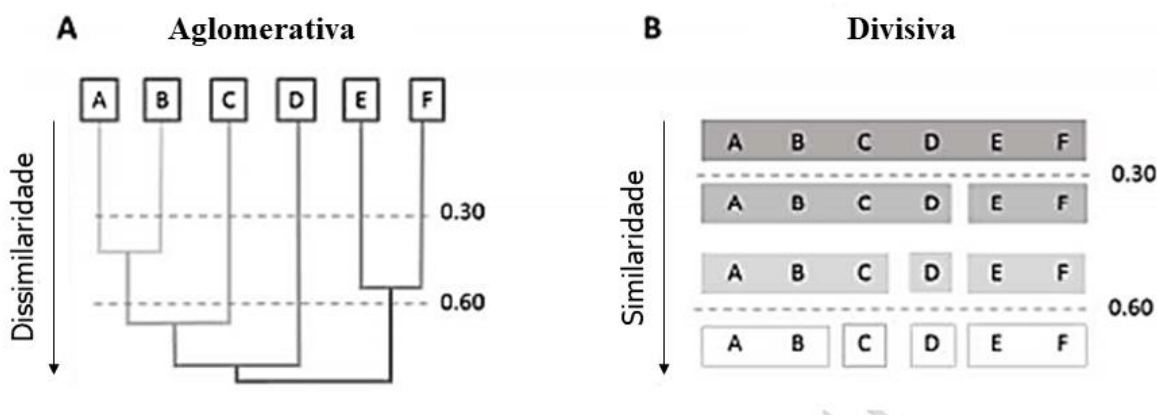 A Aglomerativa
A B C D E F
Dissimilaridade
0.30
0.60
B Divisiva
Similaridade
A B C D E F
0.30
A B C D E F
A B C D E F
0.60
A B C D E F